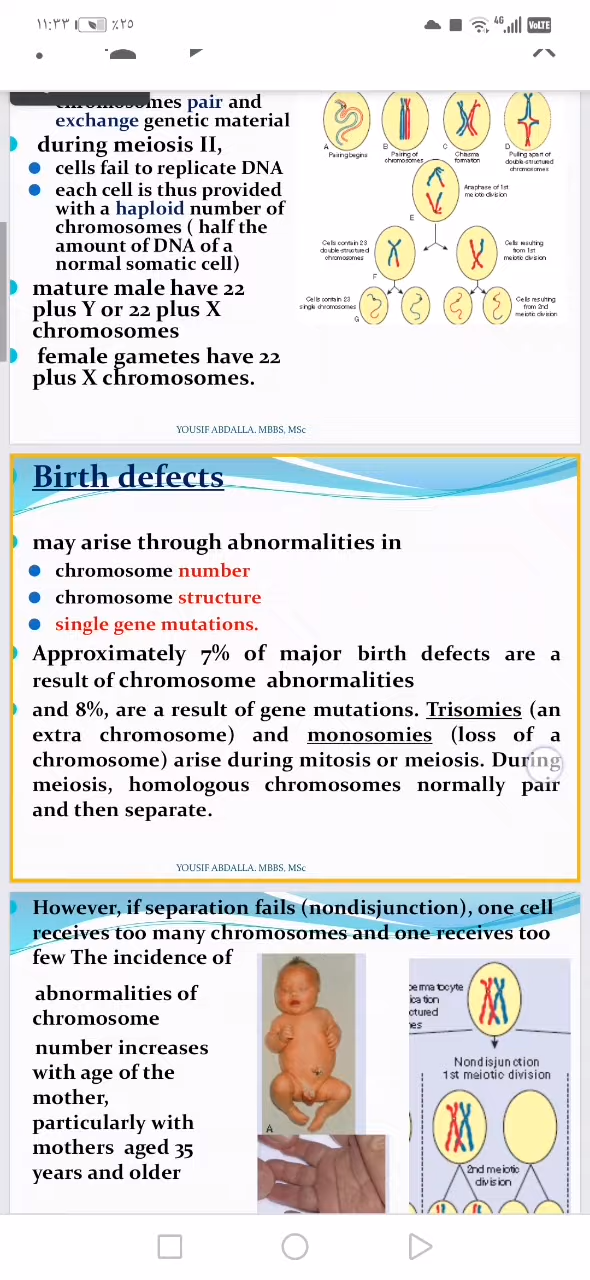 ١١:٣٣
٪٢٥
4G
VoLTE
chromosomes pair and
exchange genetic material
during meiosis II,
cells fail to replicate DNA
each cell is thus provided
with a haploid number of
chromosomes ( half the
amount of DNA of a
normal somatic cell)
mature male have 22
plus Y or 22 plus X
chromosomes
female gametes have 22
plus X chromosomes.
A
Pairing begins
B
Pairing of
chromosomes
C
Chiasma
formation
D
Pulling apart of
double-structured
chromosomes
Anaphase of 1st
meiotic division
E
Cells contain 23
double-structured
chromosomes
F
Cells resulting
from 1st
meiotic division
Cells contain 23
single chromosomes
G
Cells resulting
from 2nd
meiotic division
YOUSIF ABDALLA. MBBS, MSc
Birth defects
may arise through abnormalities in
chromosome number
chromosome structure
single gene mutations.
Approximately 7% of major birth defects are a
result of chromosome abnormalities
and 8%, are a result of gene mutations. Trisomies (an
extra chromosome) and monosomies (loss of a
chromosome) arise during mitosis or meiosis. During
meiosis, homologous chromosomes normally pair
and then separate.
YOUSIF ABDALLA. MBBS, MSc
However, if separation fails (nondisjunction), one cell
receives too many chromosomes and one receives too
few The incidence of
abnormalities of
chromosome
number increases
with age of the
mother,
particularly with
mothers aged 35
years and older
A
ermatocyte
ication
ctured
es
Nondisjunction
1st meiotic division
2nd meiotic
division